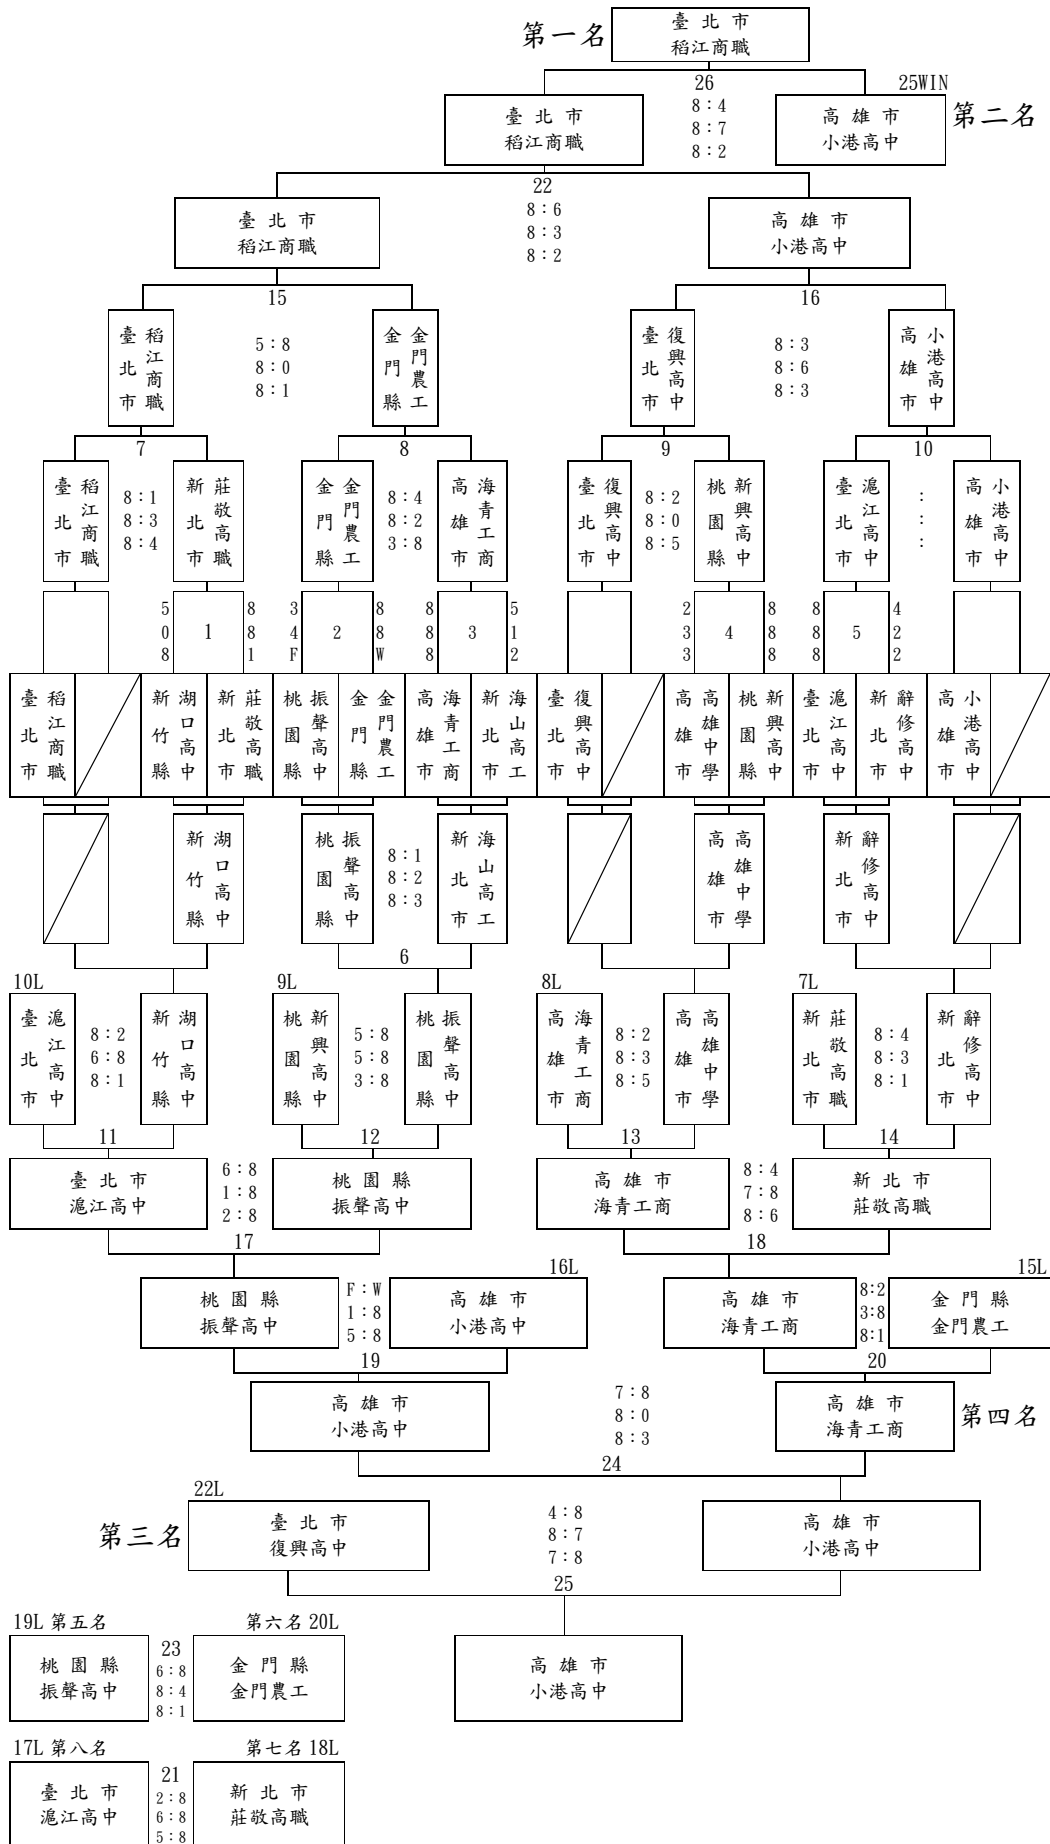 第一名
臺北市
稻江商職
26
25WIN
臺北市
稻江商職
8：4
8：7
8：2
高雄市
小港高中
第二名
22
臺北市
稻江商職
8：6
8：3
8：2
高雄市
小港高中
15
16
臺北市
稻江商職
5：8
8：0
8：1
金門縣
金門農工
臺北市
復興高中
8：3
8：6
8：3
高雄市
小港高中
7
8
9
10
臺北市
稻江商職
8：1
8：3
8：4
新北市
莊敬高職
金門縣
金門農工
8：4
8：2
3：8
高雄市
海青工商
臺北市
復興高中
8：2
8：0
8：5
桃園縣
新興高中
臺北市
滬江高中
：
：
：
高雄市
小港高中
5
0
8
1
8
8
1
3
4
F
2
8
8
W
8
8
8
3
5
1
2
2
3
3
4
8
8
8
8
8
8
5
4
2
2
臺北市
稻江商職
新竹縣
湖口高中
新北市
莊敬高職
桃園縣
振聲高中
金門縣
金門農工
高雄市
海青工商
新北市
海山高工
臺北市
復興高中
高雄市
高雄中學
桃園縣
新興高中
臺北市
滬江高中
新北市
辭修高中
高雄市
小港高中
新竹縣
湖口高中
桃園縣
振聲高中
8：1
8：2
8：3
新北市
海山高工
高雄市
高雄中學
新北市
辭修高中
6
10L
9L
8L
7L
臺北市
滬江高中
8：2
6：8
8：1
新竹縣
湖口高中
桃園縣
新興高中
5：8
5：8
3：8
桃園縣
振聲高中
高雄市
海青工商
8：2
8：3
8：5
高雄市
高雄中學
新北市
莊敬高職
8：4
8：3
8：1
新北市
辭修高中
11
12
13
14
臺北市
滬江高中
6：8
1：8
2：8
桃園縣
振聲高中
高雄市
海青工商
8：4
7：8
8：6
新北市
莊敬高職
17
18
16L
15L
桃園縣
振聲高中
F：W
1：8
5：8
高雄市
小港高中
高雄市
海青工商
8:2
3:8
8:1
金門縣
金門農工
19
20
高雄市
小港高中
7：8
8：0
8：3
高雄市
海青工商
第四名
24
22L
第三名
臺北市
復興高中
4：8
8：7
7：8
高雄市
小港高中
25
19L 第五名
第六名 20L
桃園縣
振聲高中
23
6：8
8：4
8：1
金門縣
金門農工
高雄市
小港高中
17L 第八名
第七名 18L
臺北市
滬江高中
21
2：8
6：8
5：8
新北市
莊敬高職